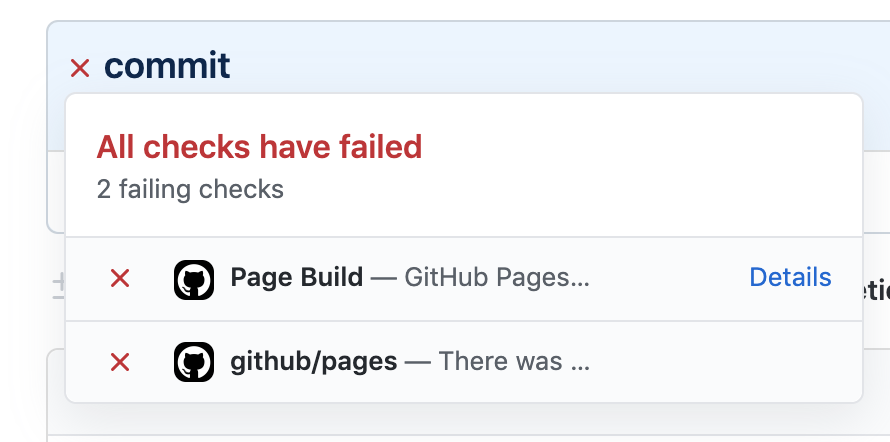 commit
All checks have failed
2 failing checks
Page Build — GitHub Pages... Details
github/pages — There was ...